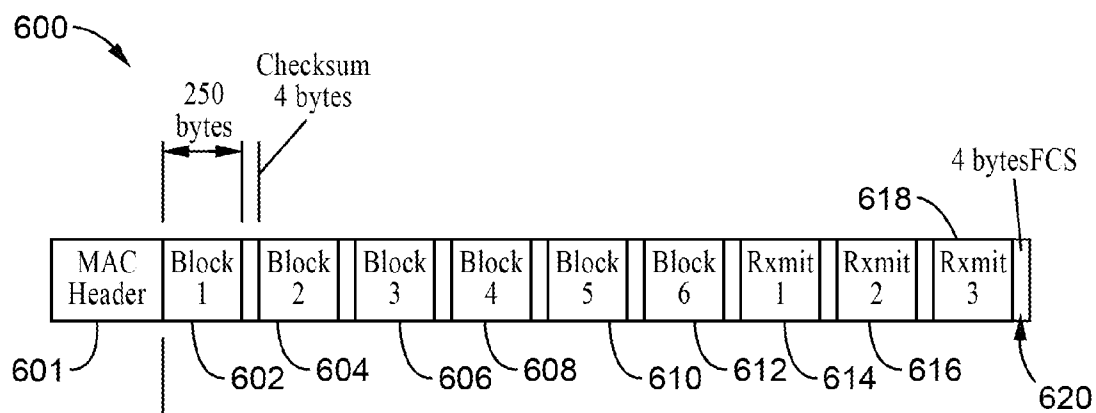 600
Checksum
4 bytes
250
bytes
4 bytesFCS
618
MAC
Header
Block
1
Block
2
Block
3
Block
4
Block
5
Block
6
Rxmit
1
Rxmit
2
Rxmit
3
601
602
604
606
608
610
612
614
616
620